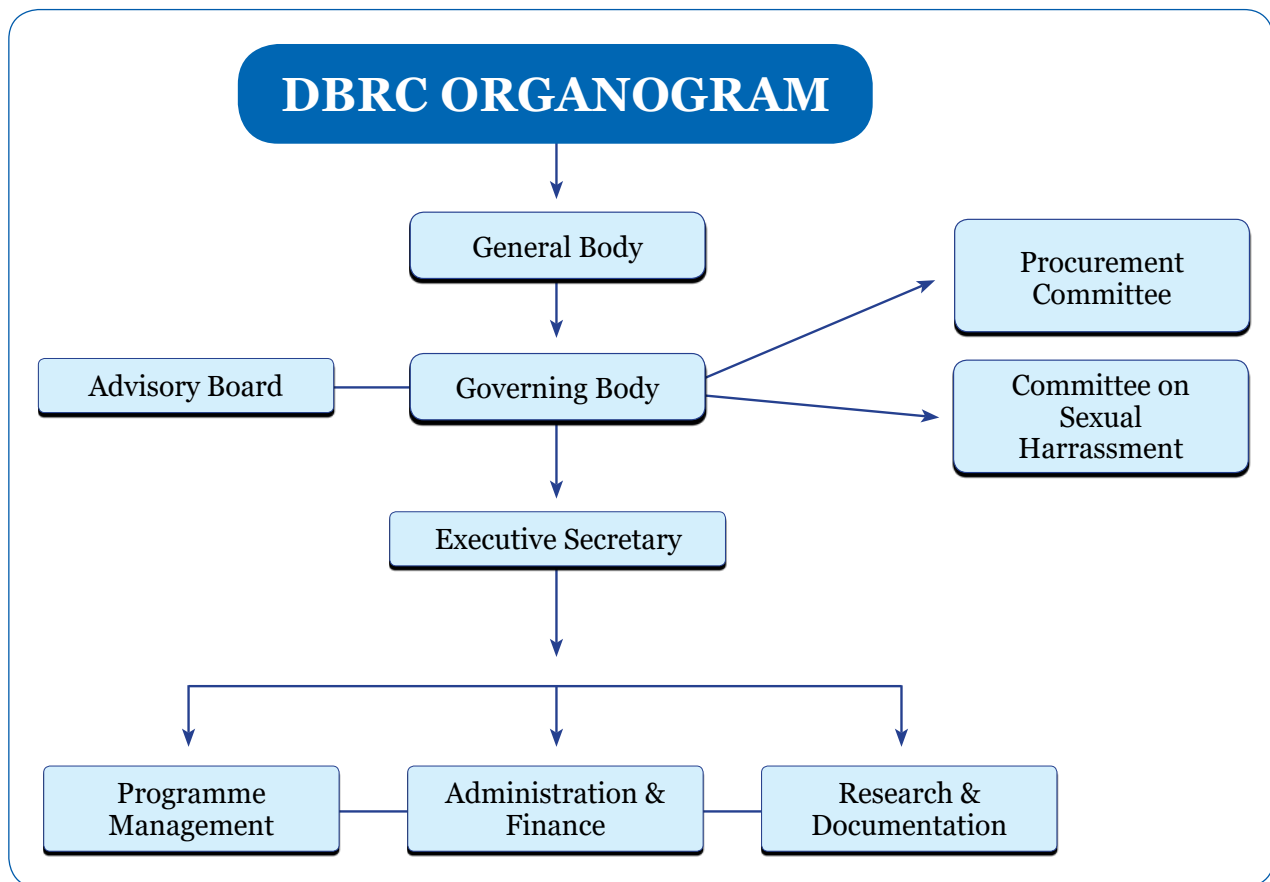 DBRC ORGANOGRAM
General Body
Procurement
Committee
Advisory Board
Governing Body
Committee on
Sexual
Harrassment
Executive Secretary
Programme
Management
Administration &
Finance
Research &
Documentation